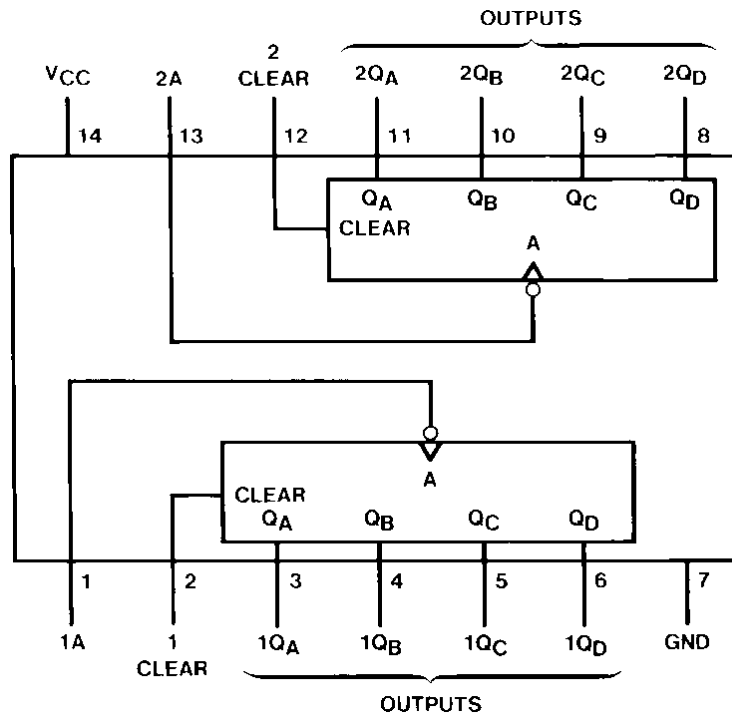 OUTPUTS
VCC 2A 2 CLEAR 2QA 2QB 2QC 2QD
14 13 12 11 10 9 8
QA QB QC QD
CLEAR
A
A
CLEAR
QA QB QC QD
1 2 3 4 5 6 7
1A 1 CLEAR 1QA 1QB 1QC 1QD GND
OUTPUTS